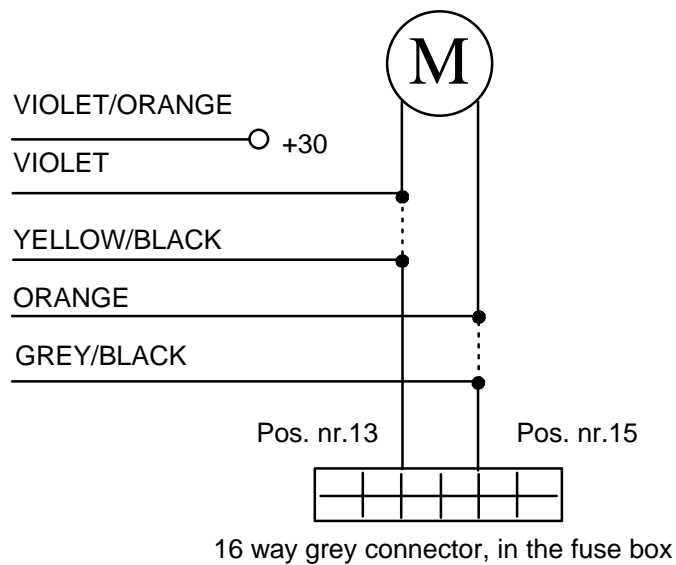 M
VIOLET/ORANGE
+30
VIOLET
YELLOW/BLACK
ORANGE
GREY/BLACK
Pos. nr.13 Pos. nr.15
16 way grey connector, in the fuse box